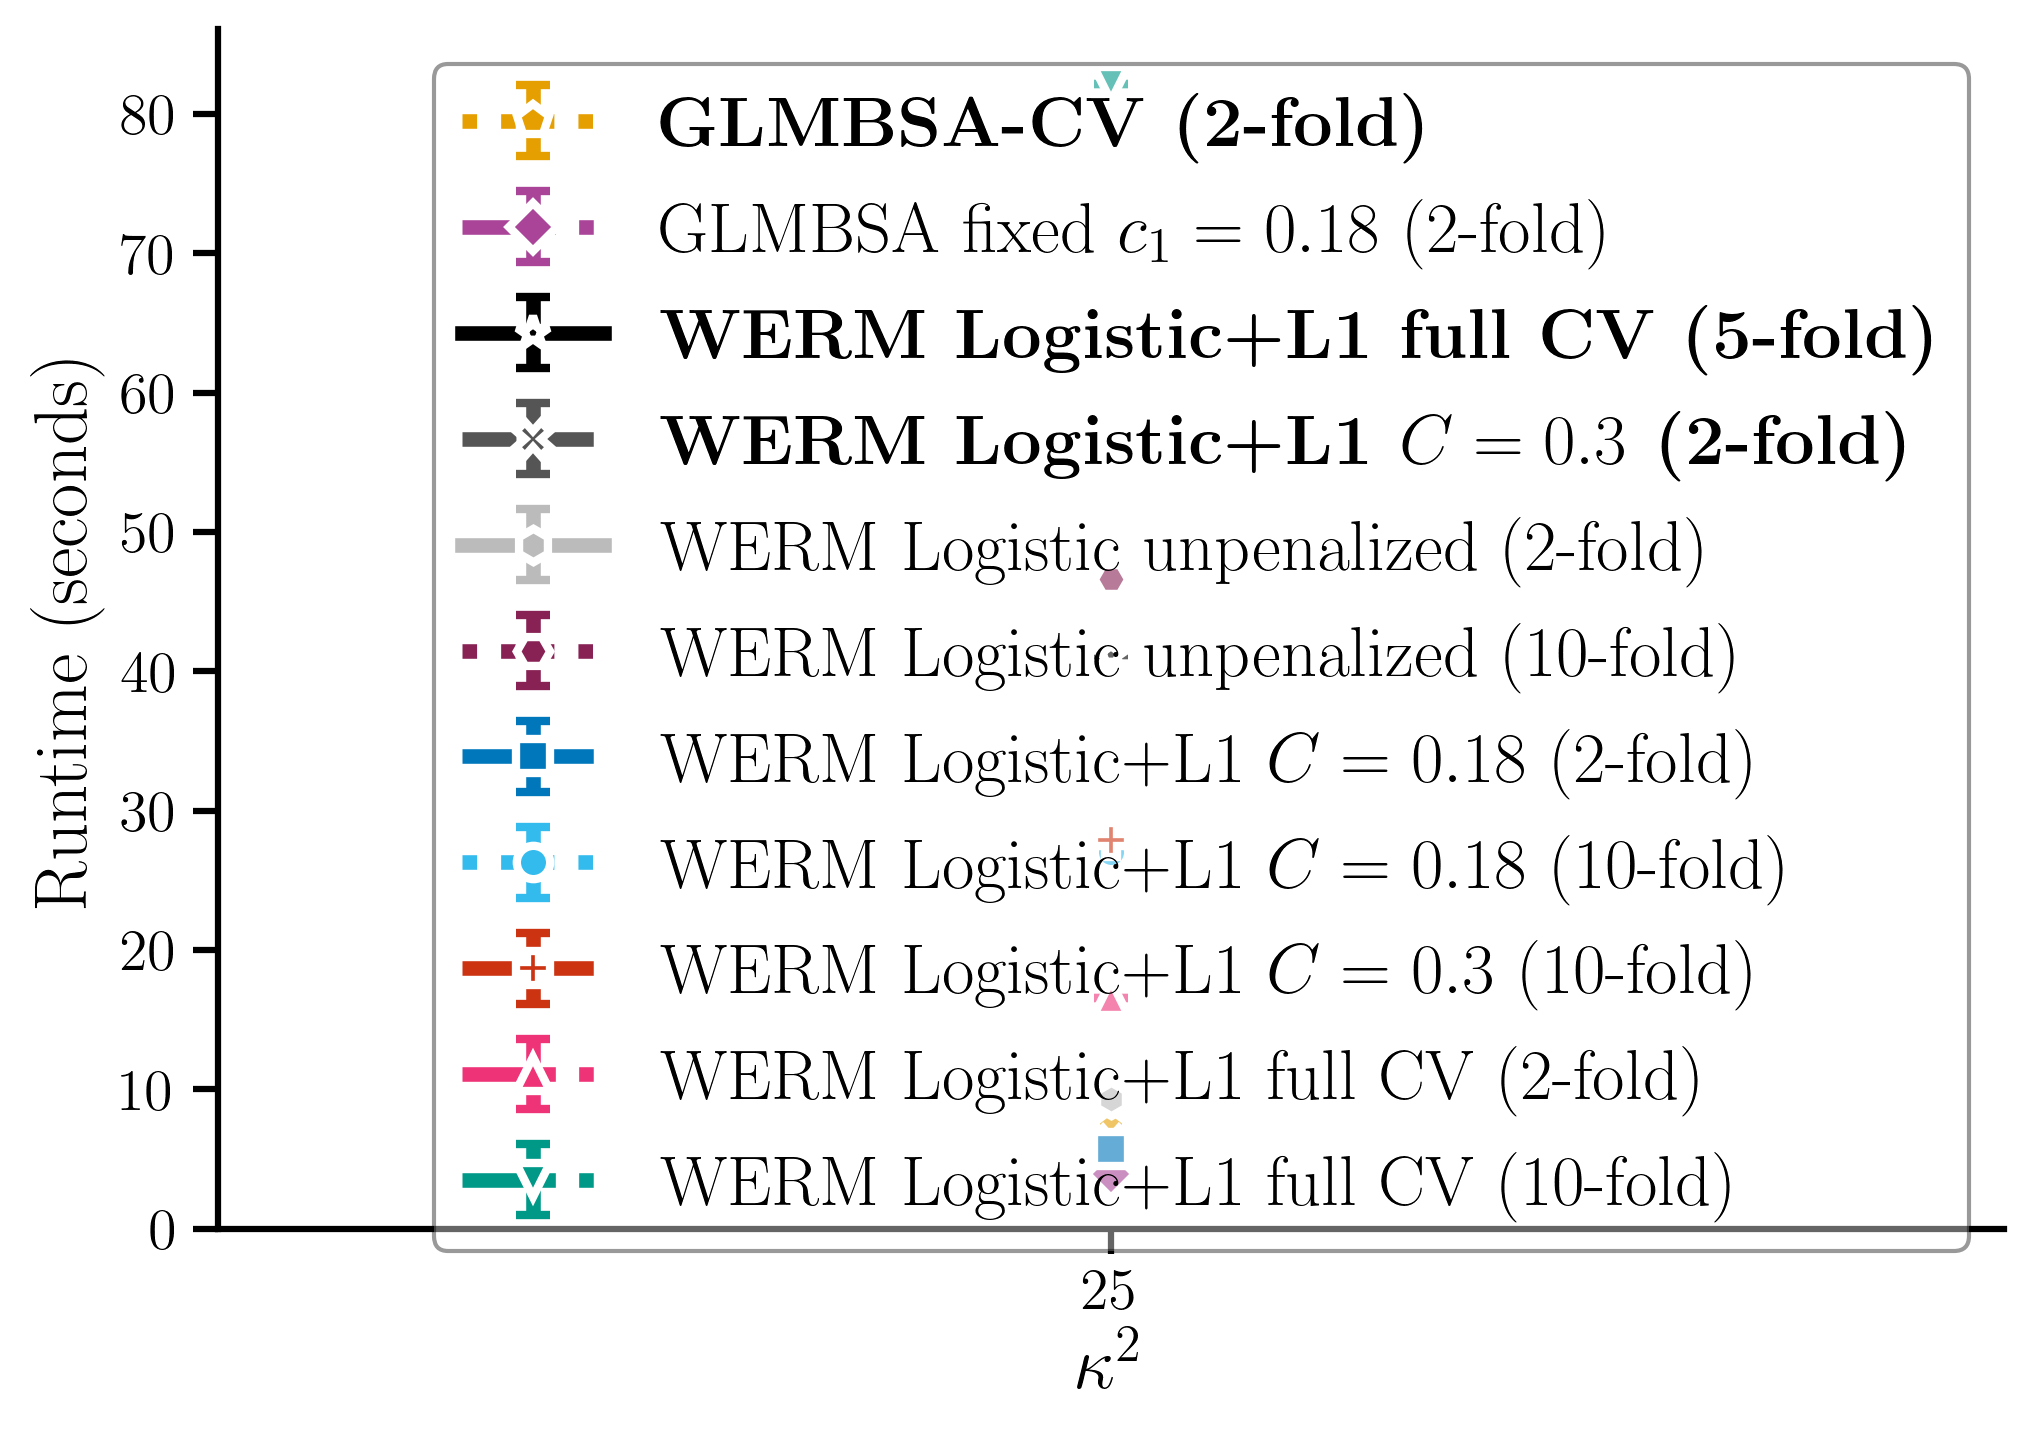 Runtime (seconds)
80
70
60
50
40
30
20
10
0
GLMBSA-CV (2-fold)
GLMBSA fixed c₁ = 0.18 (2-fold)
WERM Logistic+L1 full CV (5-fold)
WERM Logistic+L1 C = 0.3 (2-fold)
WERM Logistic unpenalized (2-fold)
WERM Logistic unpenalized (10-fold)
WERM Logistic+L1 C = 0.18 (2-fold)
WERM Logistic+L1 C = 0.18 (10-fold)
WERM Logistic+L1 C = 0.3 (10-fold)
WERM Logistic+L1 full CV (2-fold)
WERM Logistic+L1 full CV (10-fold)
25
κ²